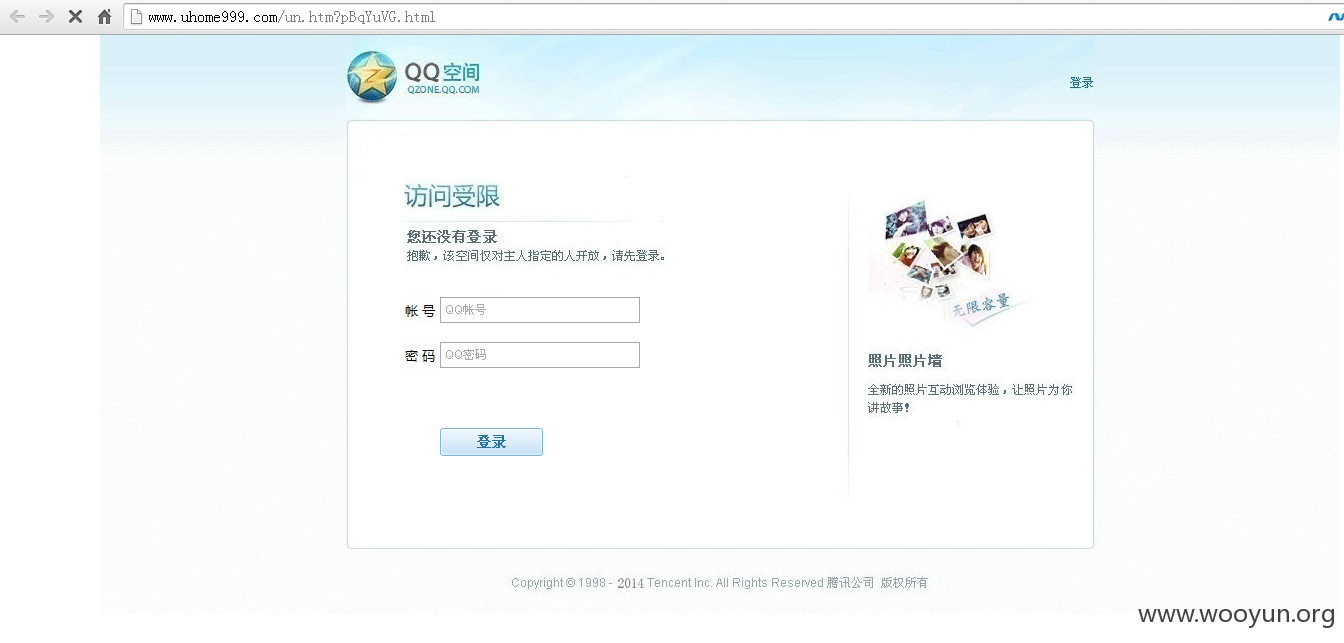 www.uhome999.com/un.htm?pBqYuVG.html
QQ空间
QZONE.QQ.COM
登录
访问受限
您还没有登录
抱歉，该空间仅对主人指定的人开放，请先登录。
帐 号 QQ帐号
密 码 QQ密码
登录
无限容量
照片照片墙
全新的照片互动浏览体验，让照片为你
讲故事！
Copyright © 1998 - 2014 Tencent Inc. All Rights Reserved 腾讯公司 版权所有
www.wooyun.org